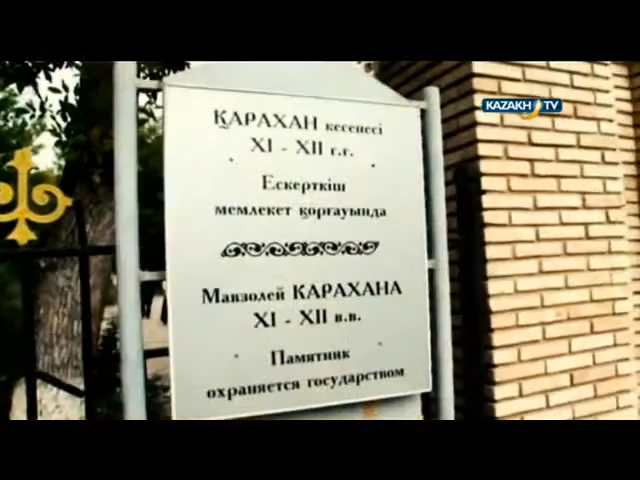 KAZAKH TV
ҚАРАХАН кесенесі
XI - XII г.г.
Ескерткіш
мемлекет қорғауында
Мавзолей КАРАХАНА
XI - XII в.в.
Памятник
охраняется государством